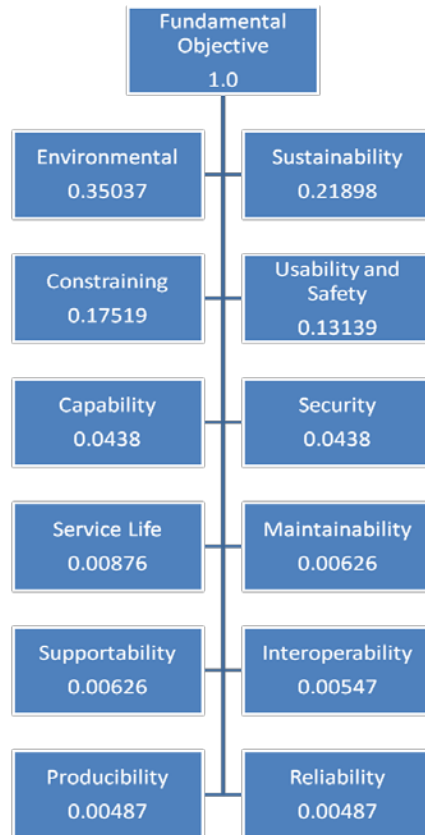 Fundamental
Objective
1.0
Environmental
0.35037
Sustainability
0.21898
Constraining
0.17519
Usability and
Safety
0.13139
Capability
0.0438
Security
0.0438
Service Life
0.00876
Maintainability
0.00626
Supportability
0.00626
Interoperability
0.00547
Producibility
0.00487
Reliability
0.00487